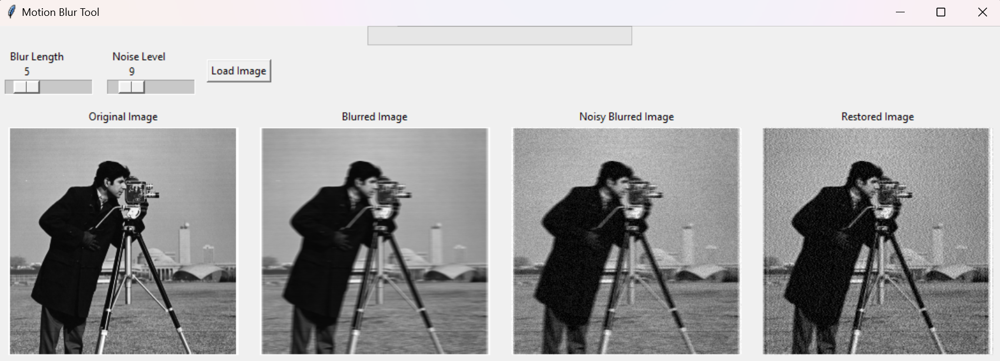 Motion Blur Tool
Blur Length
Noise Level
5
9
Load Image
Original Image
Blurred Image
Noisy Blurred Image
Restored Image